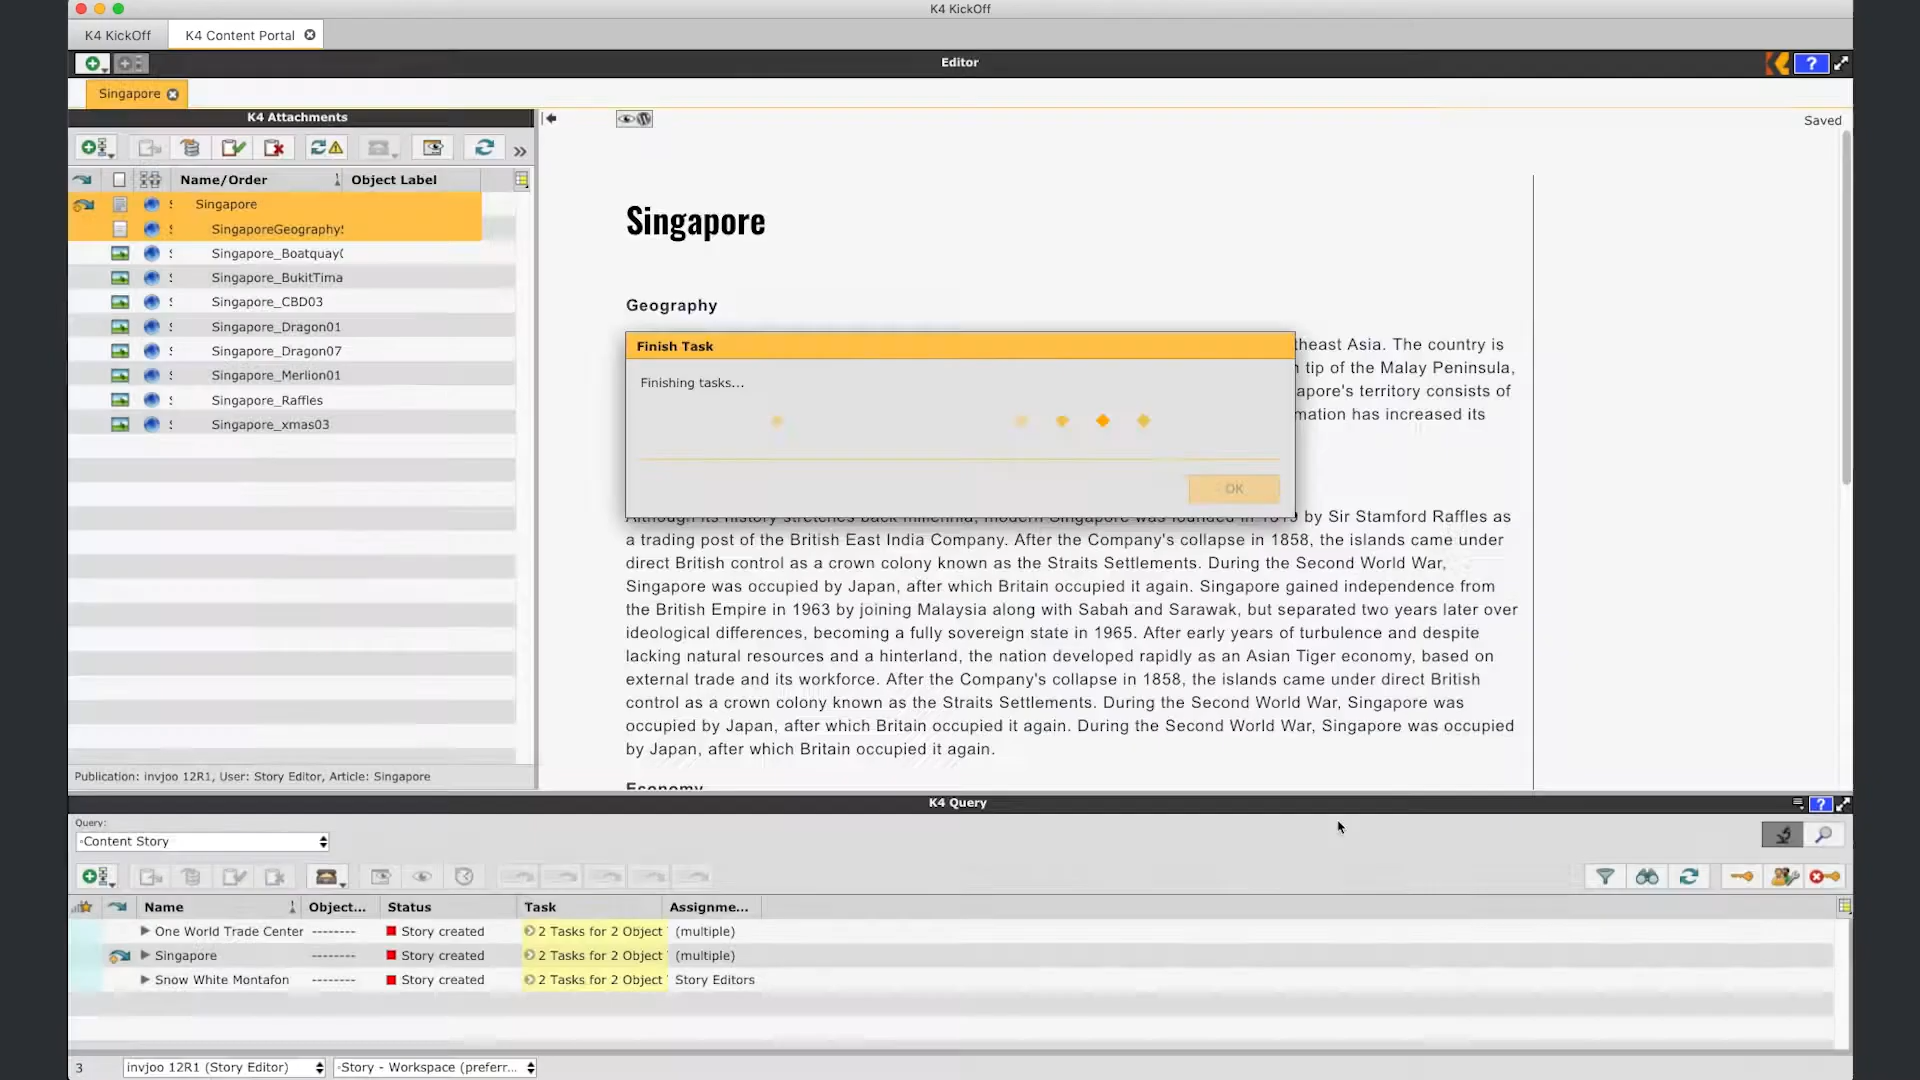 K4 KickOff
K4 KickOff
K4 Content Portal
Editor
?
Singapore
K4 Attachments
Saved
»
Name/Order
Object Label
Singapore
SingaporeGeography
Singapore_Boatquay
Singapore_BukitTima
Singapore_CBD03
Singapore_Dragon01
Singapore_Dragon07
Singapore_Merlion01
Singapore_Raffles
Singapore_xmas03
Publication: invjoo 12R1, User: Story Editor, Article: Singapore
Singapore
Geography
theast Asia. The country is
tip of the Malay Peninsula,
apore's territory consists of
mation has increased its
Finish Task
Finishing tasks...
OK
Although its history stretches back millennia, modern Singapore was founded in 1819 by Sir Stamford Raffles as
a trading post of the British East India Company. After the Company's collapse in 1858, the islands came under
direct British control as a crown colony known as the Straits Settlements. During the Second World War,
Singapore was occupied by Japan, after which Britain occupied it again. Singapore gained independence from
the British Empire in 1963 by joining Malaysia along with Sabah and Sarawak, but separated two years later over
ideological differences, becoming a fully sovereign state in 1965. After early years of turbulence and despite
lacking natural resources and a hinterland, the nation developed rapidly as an Asian Tiger economy, based on
external trade and its workforce. After the Company's collapse in 1858, the islands came under direct British
control as a crown colony known as the Straits Settlements. During the Second World War, Singapore was
occupied by Japan, after which Britain occupied it again. During the Second World War, Singapore was occupied
by Japan, after which Britain occupied it again.
Economy
K4 Query
?
Query:
◦Content Story
Name
Object...
Status
Task
Assignme...
One World Trade Center -------- Story created 2 Tasks for 2 Object (multiple)
Singapore -------- Story created 2 Tasks for 2 Object (multiple)
Snow White Montafon -------- Story created 2 Tasks for 2 Object Story Editors
3
invjoo 12R1 (Story Editor)
◦Story - Workspace (preferr...